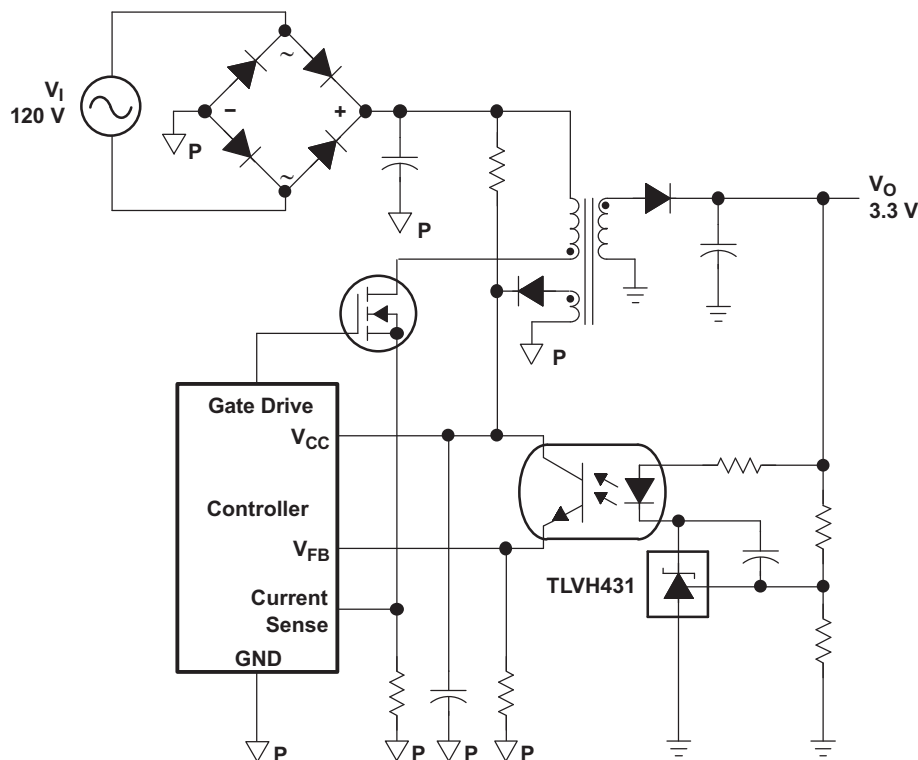 ~
V_I
120 V
−
+
P
~
P
V_O
3.3 V
P
Gate Drive
V_CC
Controller
V_FB
TLVH431
Current
Sense
GND
P
P
P
P